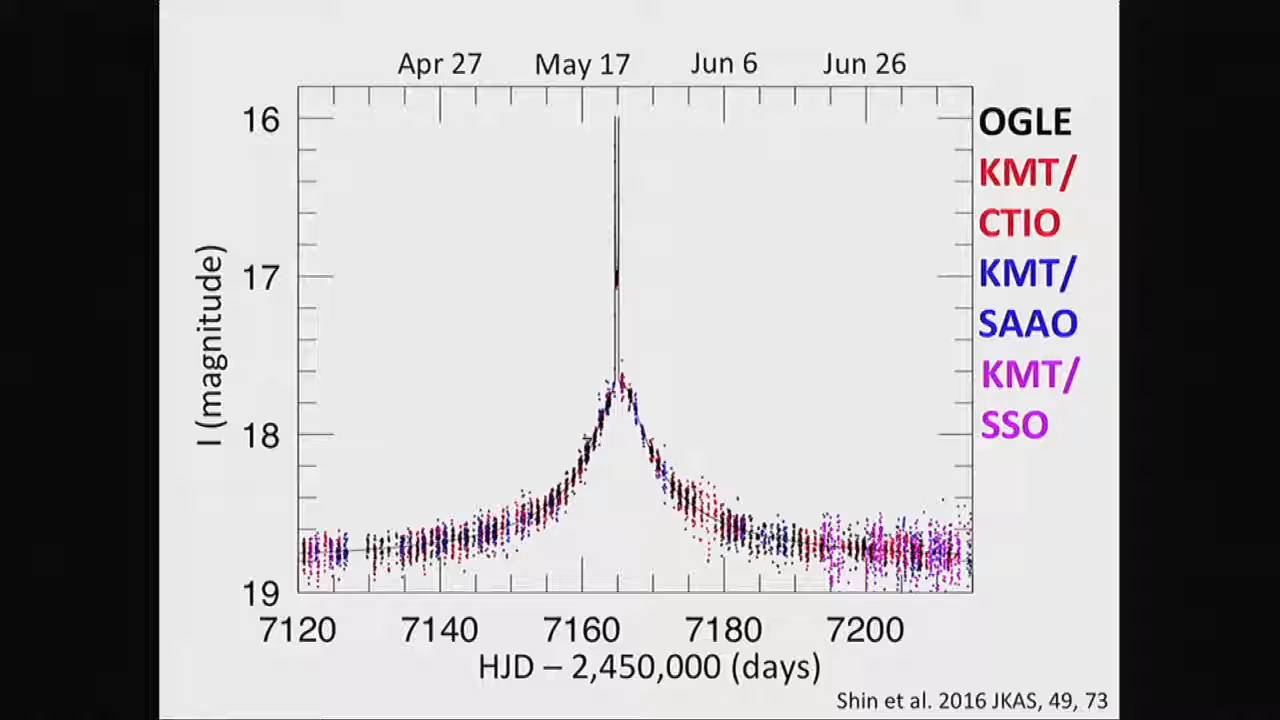 Apr 27 May 17 Jun 6 Jun 26
16
17
18
19
I (magnitude)
7120 7140 7160 7180 7200
HJD – 2,450,000 (days)
OGLE
KMT/
CTIO
KMT/
SAAO
KMT/
SSO
Shin et al. 2016 JKAS, 49, 73